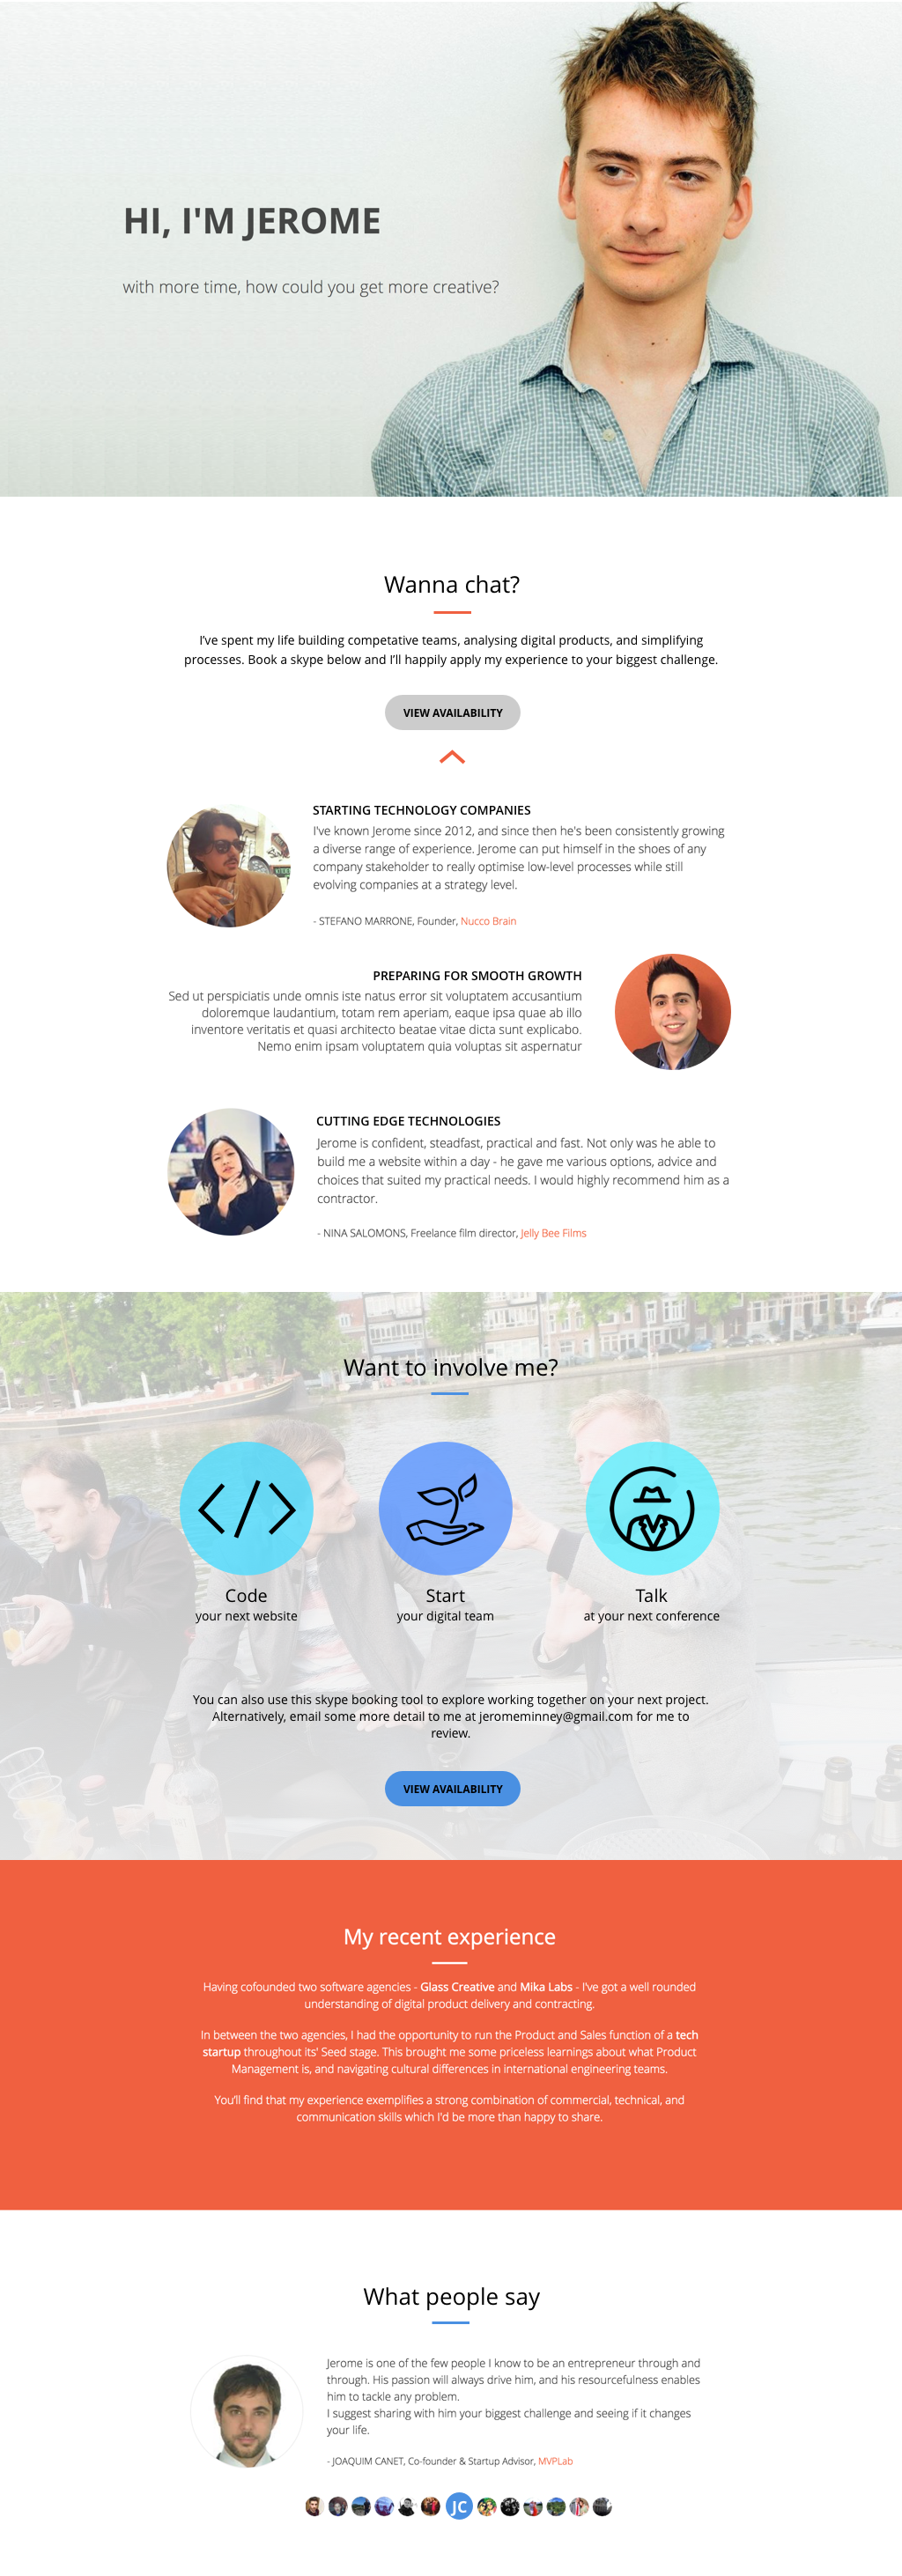 HI, I'M JEROME
with more time, how could you get more creative?
Wanna chat?
I've spent my life building competative teams, analysing digital products, and simplifying
processes. Book a skype below and I'll happily apply my experience to your biggest challenge.
VIEW AVAILABILITY
STARTING TECHNOLOGY COMPANIES
I've known Jerome since 2012, and since then he's been consistently growing
a diverse range of experience. Jerome can put himself in the shoes of any
company stakeholder to really optimise low-level processes while still
evolving companies at a strategy level.
- STEFANO MARRONE, Founder, Nucco Brain
PREPARING FOR SMOOTH GROWTH
Sed ut perspiciatis unde omnis iste natus error sit voluptatem accusantium
doloremque laudantium, totam rem aperiam, eaque ipsa quae ab illo
inventore veritatis et quasi architecto beatae vitae dicta sunt explicabo.
Nemo enim ipsam voluptatem quia voluptas sit aspernatur
CUTTING EDGE TECHNOLOGIES
Jerome is confident, steadfast, practical and fast. Not only was he able to
build me a website within a day - he gave me various options, advice and
choices that suited my practical needs. I would highly recommend him as a
contractor.
- NINA SALOMONS, Freelance film director, Jelly Bee Films
Want to involve me?
Code
your next website
Start
your digital team
Talk
at your next conference
You can also use this skype booking tool to explore working together on your next project.
Alternatively, email some more detail to me at jeromeminney@gmail.com for me to
review.
VIEW AVAILABILITY
My recent experience
Having cofounded two software agencies - Glass Creative and Mika Labs - I've got a well rounded
understanding of digital product delivery and contracting.
In between the two agencies, I had the opportunity to run the Product and Sales function of a tech
startup throughout its' Seed stage. This brought me some priceless learnings about what Product
Management is, and navigating cultural differences in international engineering teams.
You'll find that my experience exemplifies a strong combination of commercial, technical, and
communication skills which I'd be more than happy to share.
What people say
Jerome is one of the few people I know to be an entrepreneur through and
through. His passion will always drive him, and his resourcefulness enables
him to tackle any problem.
I suggest sharing with him your biggest challenge and seeing if it changes
your life.
- JOAQUIM CANET, Co-founder & Startup Advisor, MVPLab
JC